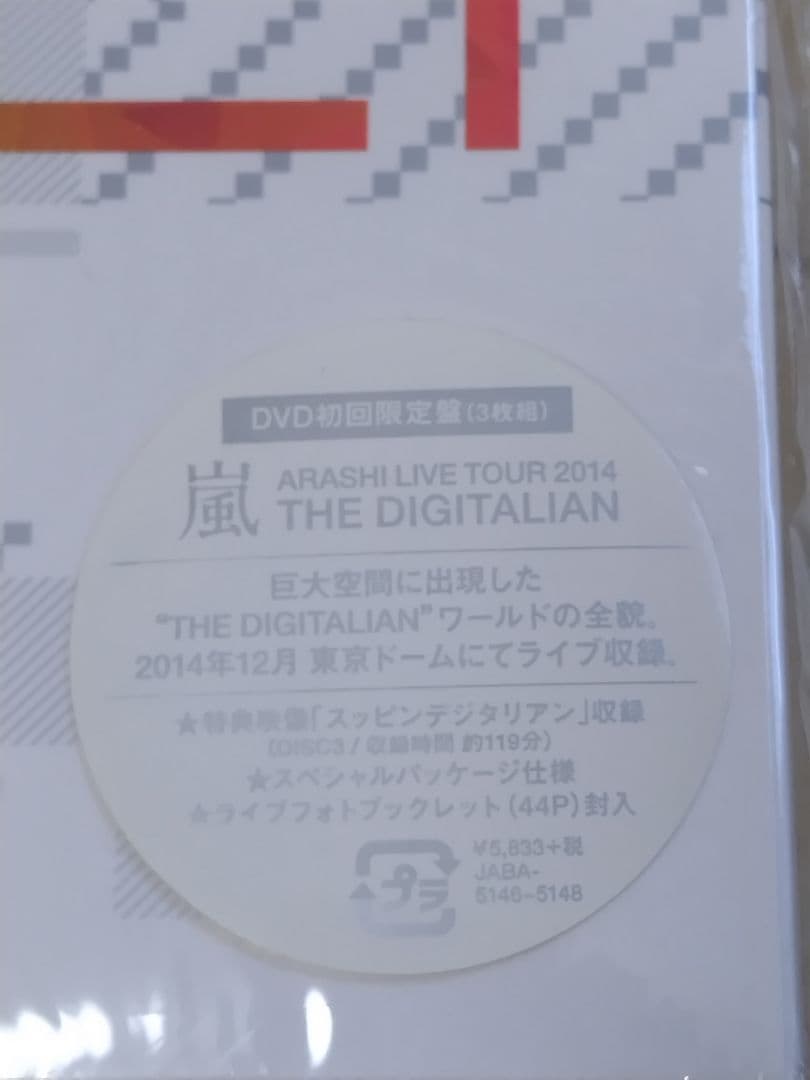 DVD初回限定盤(3枚組)
嵐 ARASHI LIVE TOUR 2014
THE DIGITALIAN
巨大空間に出現した
“THE DIGITALIAN”ワールドの全貌。
2014年12月 東京ドームにてライブ収録。
★特典映像「スッピンデジタリアン」収録
(DISC3 / 収録時間 約119分)
★スペシャルパッケージ仕様
★ライブフォトブックレット(44P)封入
プラ
¥5,833+税
JABA-
5146~5148